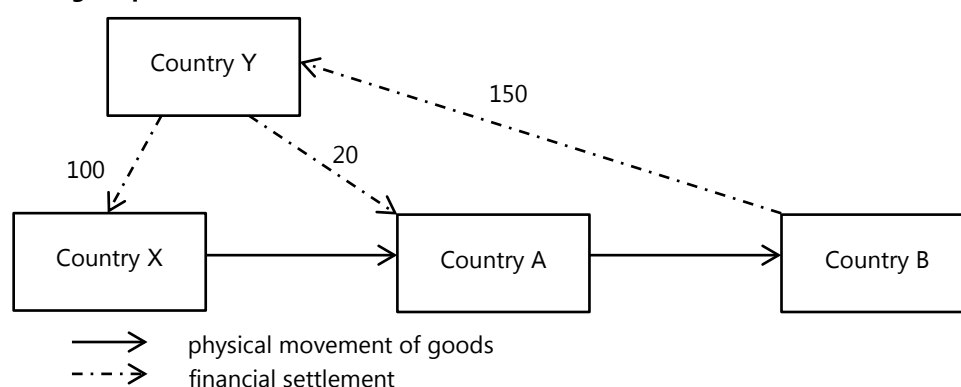 Country Y
150
100
20
Country X
Country A
Country B
physical movement of goods
financial settlement